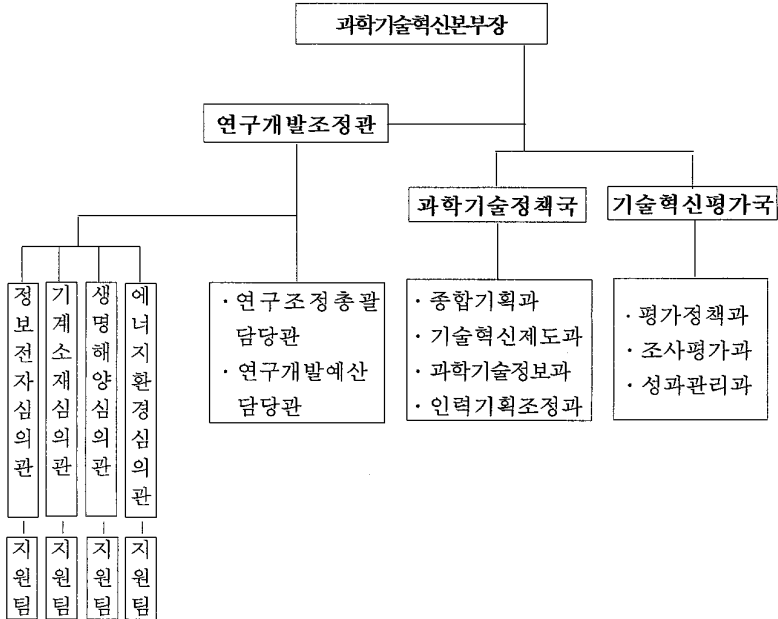 과학기술혁신본부장
연구개발조정관
과학기술정책국
기술혁신평가국
정보전자심의관
기계소재심의관
생명해양심의관
에너지환경심의관
· 연구조정총괄
담당관
· 연구개발예산
담당관
· 종합기획과
· 기술혁신제도과
· 과학기술정보과
· 인력기획조정과
· 평가정책과
· 조사평가과
· 성과관리과
지원팀
지원팀
지원팀
지원팀